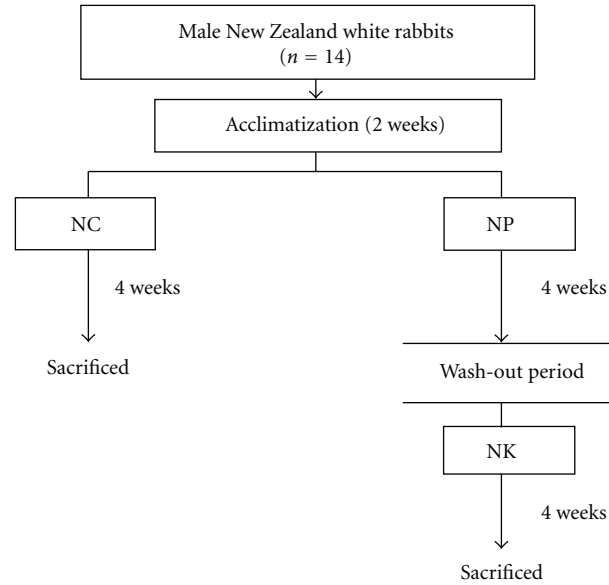 Male New Zealand white rabbits
(n = 14)
Acclimatization (2 weeks)
NC
NP
4 weeks
4 weeks
Sacrificed
Wash-out period
NK
4 weeks
Sacrificed